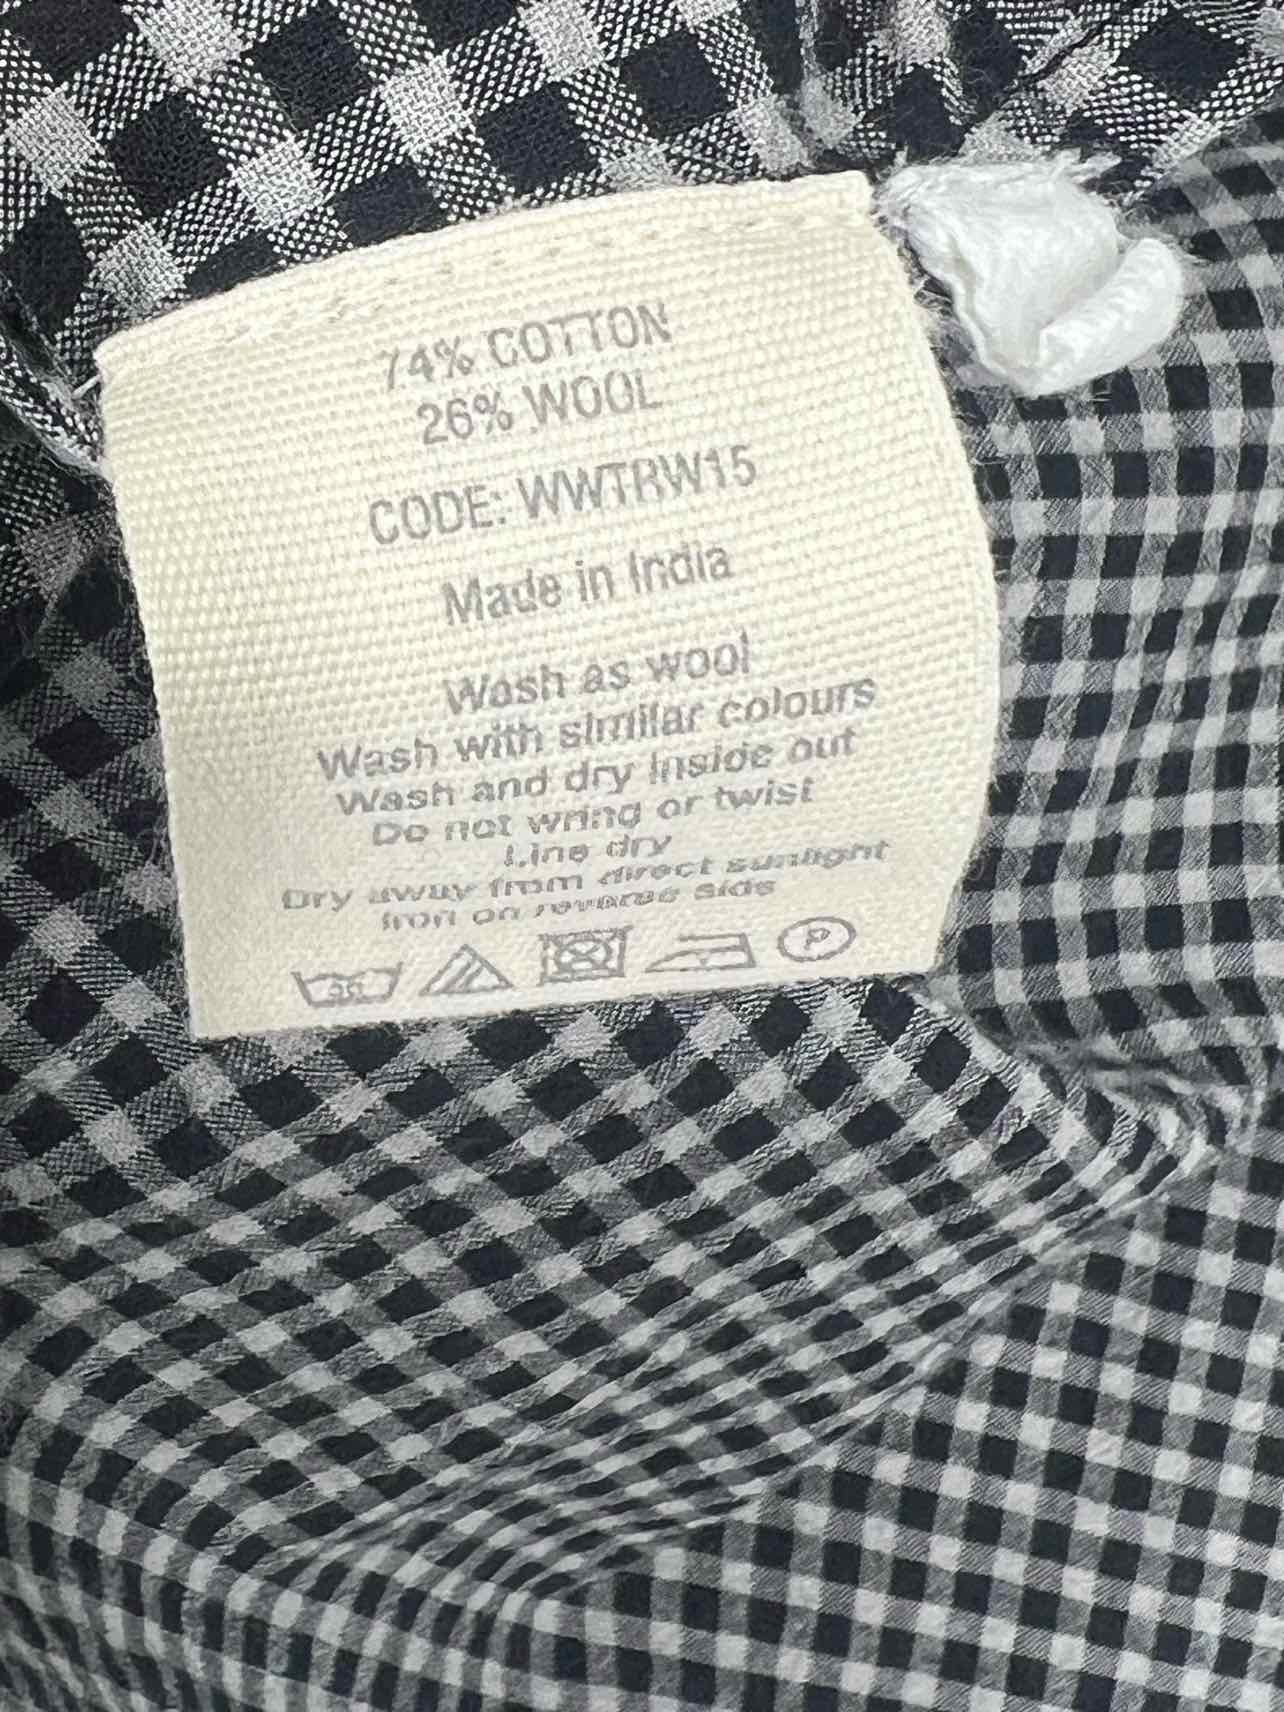 74% COTTON
26% WOOL
CODE: WWTRW15
Made in India
Wash as wool
Wash with similar colours
Wash and dry inside out
Do not wring or twist
Line dry
Dry away from direct sunlight
Iron on reverse side
30 P